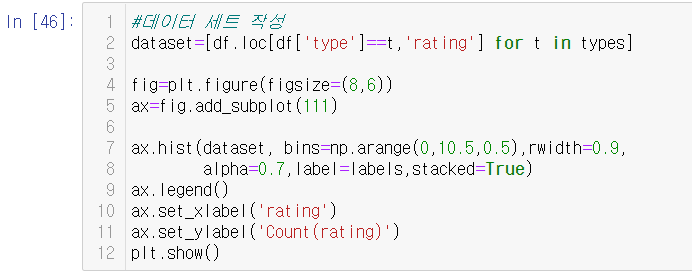 In [46]:
1 #데이터 세트 작성
2 dataset=[df.loc[df['type']==t,'rating'] for t in types]
3
4 fig=plt.figure(figsize=(8,6))
5 ax=fig.add_subplot(111)
6
7 ax.hist(dataset, bins=np.arange(0,10.5,0.5),rwidth=0.9,
8         alpha=0.7,label=labels,stacked=True)
9 ax.legend()
10 ax.set_xlabel('rating')
11 ax.set_ylabel('Count(rating)')
12 plt.show()